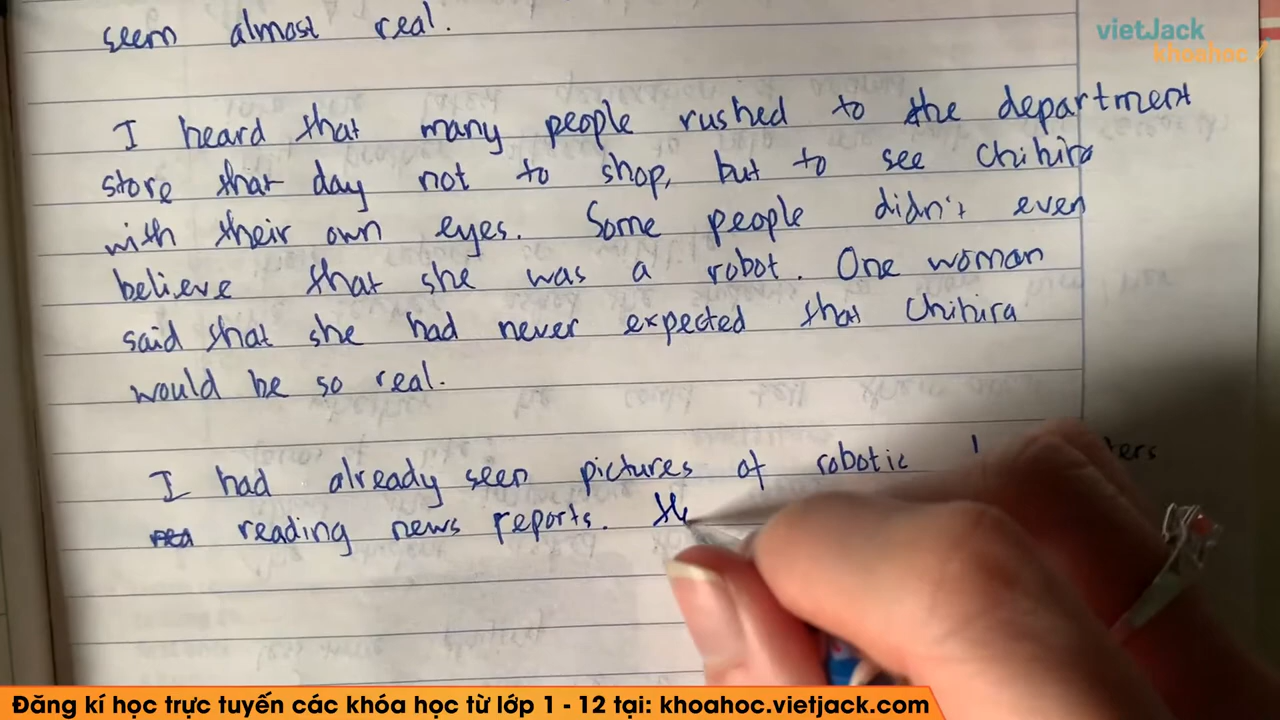 seem almost real.
vietJack
khoahoc
I heard that many people rushed to the department
store that day not to shop, but to see Chihira
with their own eyes. Some people didn't even
believe that she was a robot. One woman
said that she had never expected that Chihira
would be so real.
I had already seen pictures of robotic
reading news reports.
Đăng kí học trực tuyến các khóa học từ lớp 1 - 12 tại: khoahoc.vietjack.com